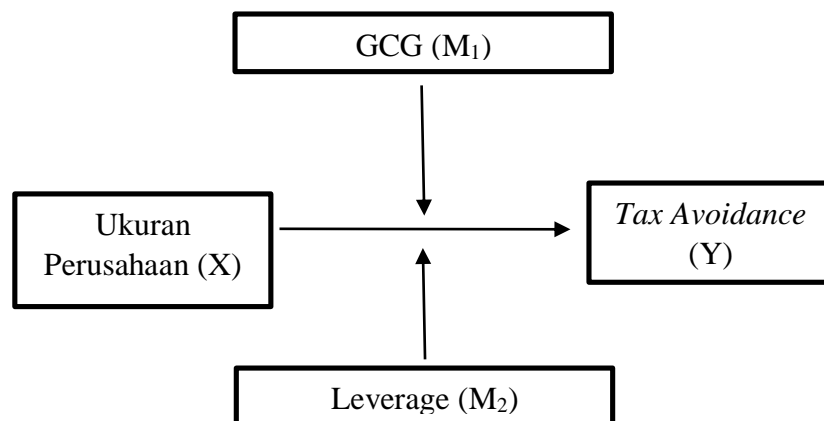 GCG (M₁)
Ukuran
Perusahaan (X)
Tax Avoidance
(Y)
Leverage (M₂)